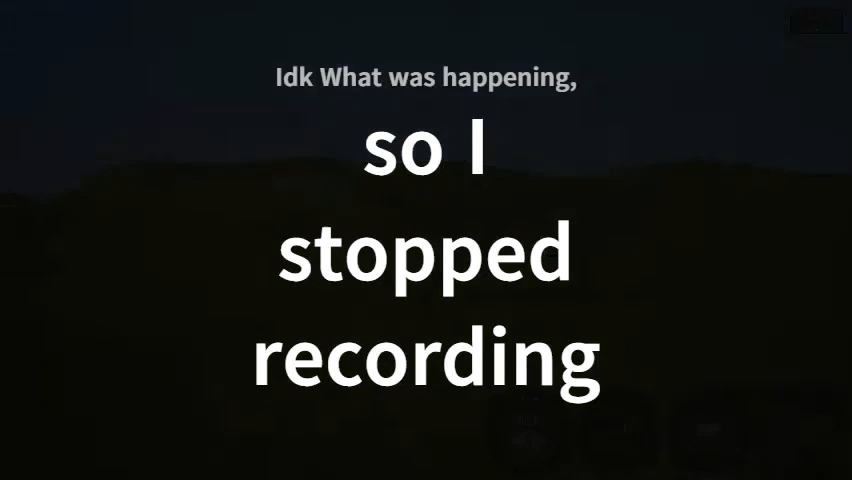 Idk What was happening,
so I
stopped
recording